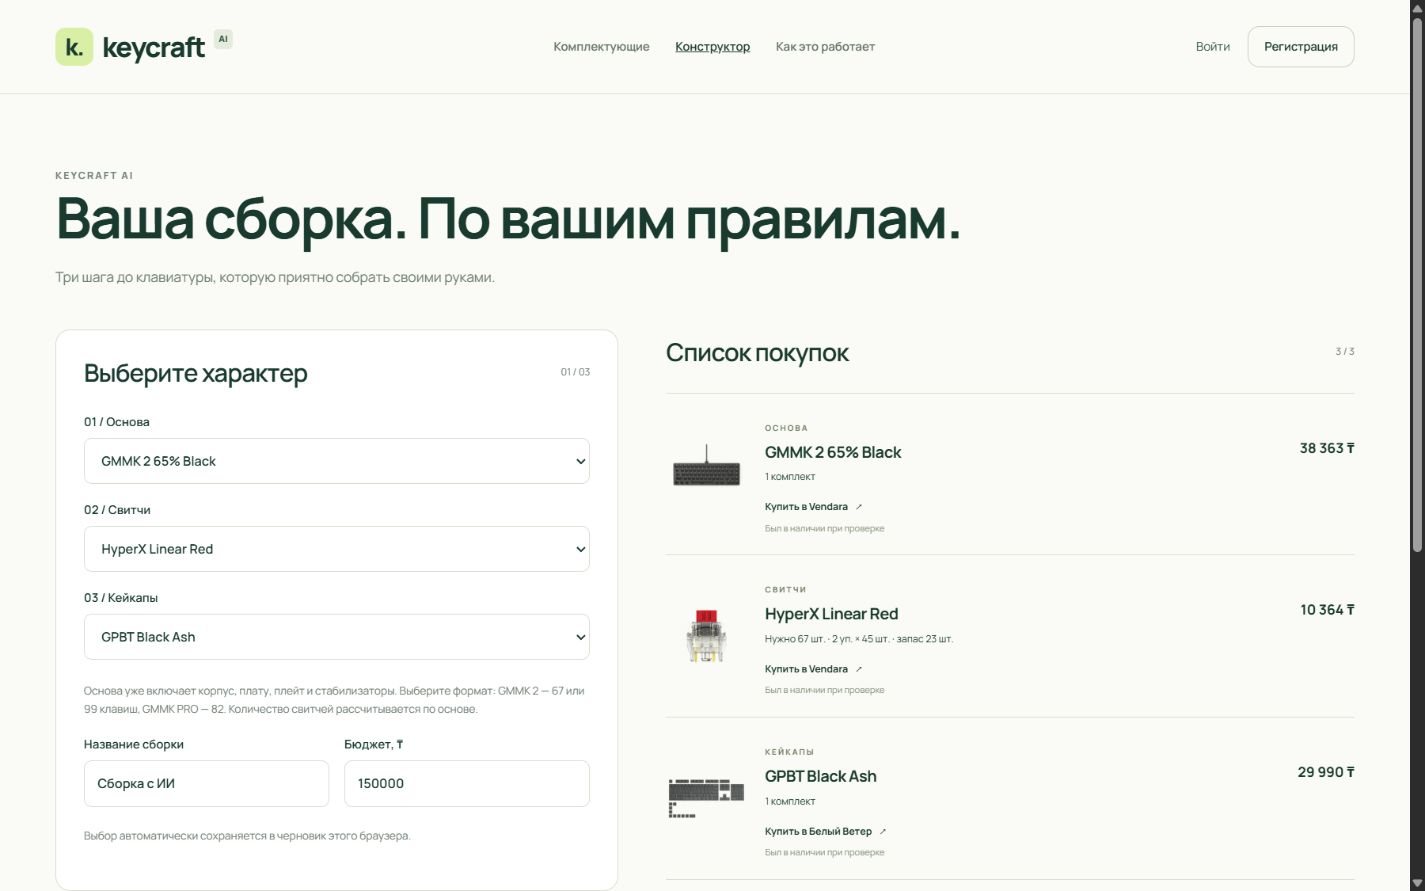 k. keycraft AI
Комплектующие
Конструктор
Как это работает
Войти
Регистрация
KEYCRAFT AI
Ваша сборка. По вашим правилам.
Три шага до клавиатуры, которую приятно собрать своими руками.
Выберите характер
01 / 03
01 / Основа
GMMK 2 65% Black
02 / Свитчи
HyperX Linear Red
03 / Кейкапы
GPBT Black Ash
Основа уже включает корпус, плату, плейт и стабилизаторы. Выберите формат: GMMK 2 — 67 или
99 клавиш, GMMK PRO — 82. Количество свитчей рассчитывается по основе.
Название сборки
Бюджет, ₸
Сборка с ИИ
150000
Выбор автоматически сохраняется в черновик этого браузера.
Список покупок
3 / 3
ОСНОВА
GMMK 2 65% Black
38 363 ₸
1 комплект
Купить в Vendara ↗
Был в наличии при проверке
СВИТЧИ
HyperX Linear Red
10 364 ₸
Нужно 67 шт. · 2 уп. × 45 шт. · запас 23 шт.
Купить в Vendara ↗
Был в наличии при проверке
КЕЙКАПЫ
GPBT Black Ash
29 990 ₸
1 комплект
Купить в Белый Ветер ↗
Был в наличии при проверке